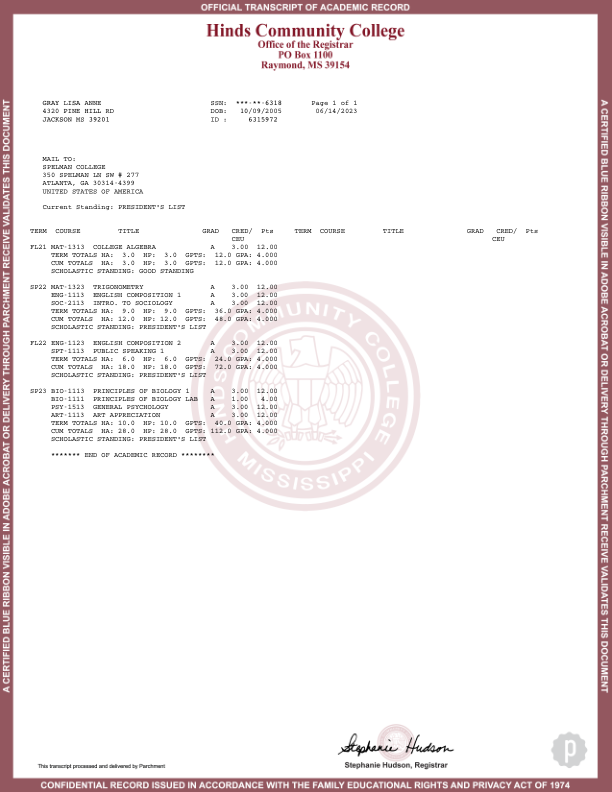 OFFICIAL TRANSCRIPT OF ACADEMIC RECORD
Hinds Community College
Office of the Registrar
PO Box 1100
Raymond, MS 39154
GRAY LISA ANNE SSN: ***-**-6318 Page 1 of 1
4320 PINE HILL RD DOB: 10/09/2005 06/14/2023
JACKSON MS 39201 ID : 6315972
MAIL TO:
SPELMAN COLLEGE
350 SPELMAN LN SW # 277
ATLANTA, GA 30314-4399
UNITED STATES OF AMERICA
Current Standing: PRESIDENT'S LIST
TERM COURSE TITLE GRAD CRED/ Pts TERM COURSE TITLE GRAD CRED/ Pts
CEU CEU
FL21 MAT-1313 COLLEGE ALGEBRA A 3.00 12.00
TERM TOTALS HA: 3.0 HP: 3.0 GPTS: 12.0 GPA: 4.000
CUM TOTALS HA: 3.0 HP: 3.0 GPTS: 12.0 GPA: 4.000
SCHOLASTIC STANDING: GOOD STANDING
SP22 MAT-1323 TRIGONOMETRY A 3.00 12.00
ENG-1113 ENGLISH COMPOSITION 1 A 3.00 12.00
SOC-2113 INTRO. TO SOCIOLOGY A 3.00 12.00
TERM TOTALS HA: 9.0 HP: 9.0 GPTS: 36.0 GPA: 4.000
CUM TOTALS HA: 12.0 HP: 12.0 GPTS: 48.0 GPA: 4.000
SCHOLASTIC STANDING: PRESIDENT'S LIST
FL22 ENG-1123 ENGLISH COMPOSITION 2 A 3.00 12.00
SPT-1113 PUBLIC SPEAKING 1 A 3.00 12.00
TERM TOTALS HA: 6.0 HP: 6.0 GPTS: 24.0 GPA: 4.000
CUM TOTALS HA: 18.0 HP: 18.0 GPTS: 72.0 GPA: 4.000
SCHOLASTIC STANDING: PRESIDENT'S LIST
SP23 BIO-1113 PRINCIPLES OF BIOLOGY 1 A 3.00 12.00
BIO-1111 PRINCIPLES OF BIOLOGY LAB A 1.00 4.00
PSY-1513 GENERAL PSYCHOLOGY A 3.00 12.00
ART-1113 ART APPRECIATION A 3.00 12.00
TERM TOTALS HA: 10.0 HP: 10.0 GPTS: 40.0 GPA: 4.000
CUM TOTALS HA: 28.0 HP: 28.0 GPTS: 112.0 GPA: 4.000
SCHOLASTIC STANDING: PRESIDENT'S LIST
******* END OF ACADEMIC RECORD ********
COMMUNITY COLLEGE
MISSISSIPPI
Stephanie Hudson
Stephanie Hudson, Registrar
p
This transcript processed and delivered by Parchment
CONFIDENTIAL RECORD ISSUED IN ACCORDANCE WITH THE FAMILY EDUCATIONAL RIGHTS AND PRIVACY ACT OF 1974
A CERTIFIED BLUE RIBBON VISIBLE IN ADOBE ACROBAT OR DELIVERY THROUGH PARCHMENT RECEIVE VALIDATES THIS DOCUMENT
A CERTIFIED BLUE RIBBON VISIBLE IN ADOBE ACROBAT OR DELIVERY THROUGH PARCHMENT RECEIVE VALIDATES THIS DOCUMENT